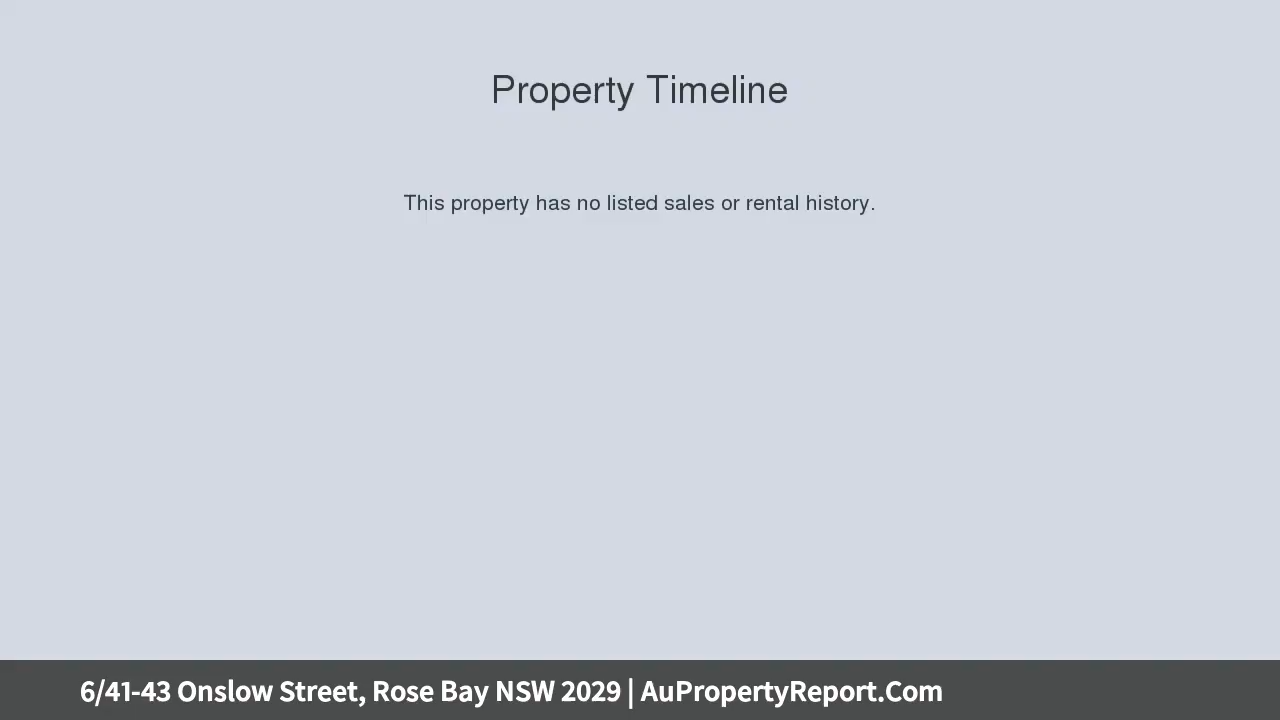 Property Timeline
This property has no listed sales or rental history.
6/41-43 Onslow Street, Rose Bay NSW 2029 | AuPropertyReport.Com